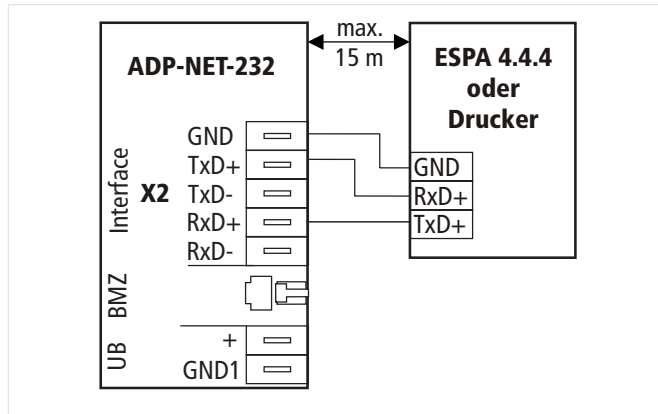 ADP-NET-232
max.
15 m
ESPA 4.4.4
oder
Drucker
Interface
X2
GND
TxD+
TxD-
RxD+
RxD-
GND
RxD+
TxD+
BMZ
UB
+
GND1